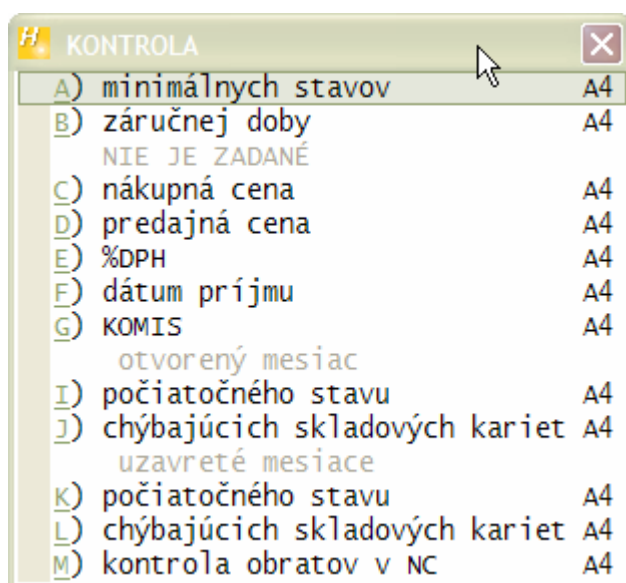 H KONTROLA
A) minimálnych stavov A4
B) záručnej doby A4
NIE JE ZADANÉ
C) nákupná cena A4
D) predajná cena A4
E) %DPH A4
F) dátum príjmu A4
G) KOMIS A4
otvorený mesiac
I) počiatočného stavu A4
J) chýbajúcich skladových kariet A4
uzavreté mesiace
K) počiatočného stavu A4
L) chýbajúcich skladových kariet A4
M) kontrola obratov v NC A4